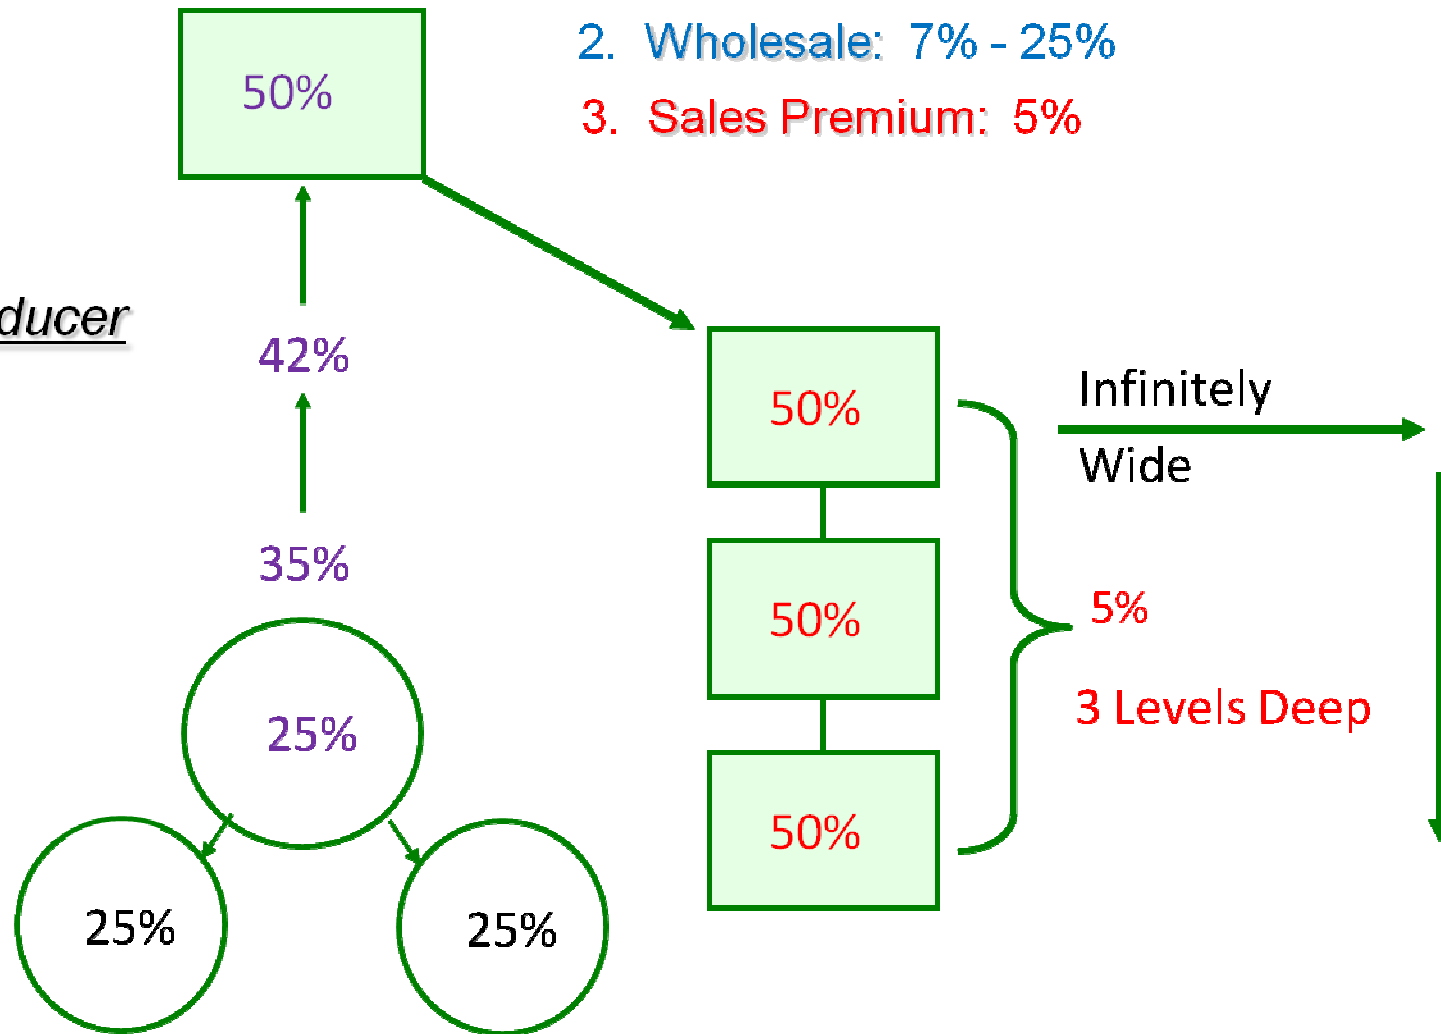 2. Wholesale: 7% - 25%
50%
3. Sales Premium: 5%
ducer
42%
Infinitely
50%
Wide
35%
5%
50%
3 Levels Deep
25%
50%
25%
25%